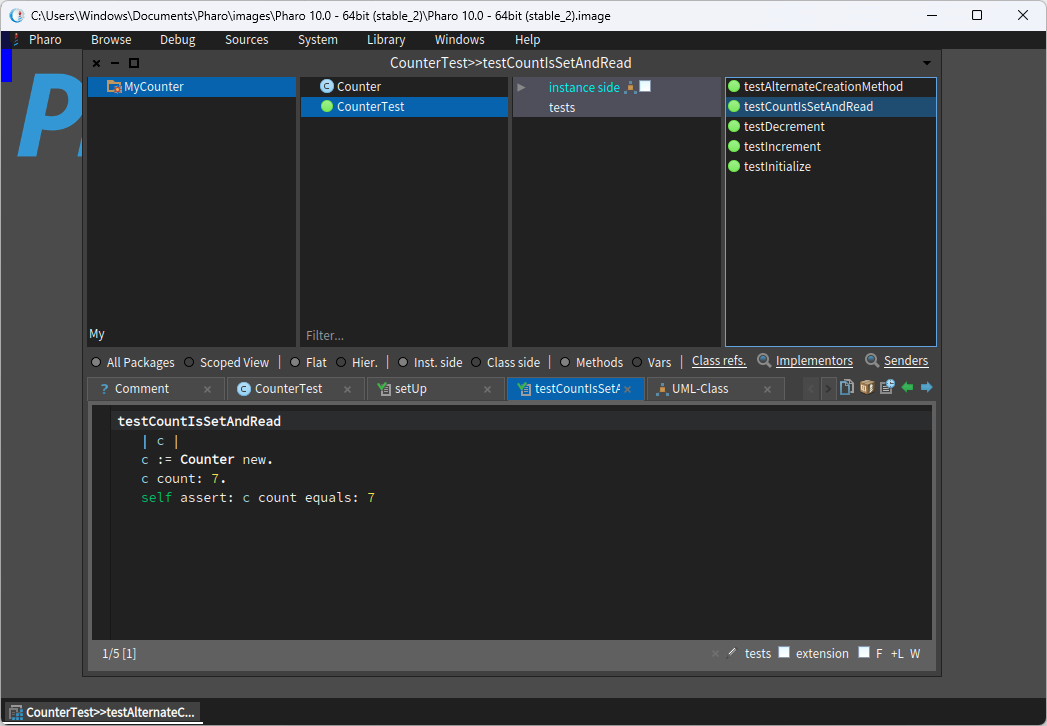 C:\Users\Windows\Documents\Pharo\images\Pharo 10.0 - 64bit (stable_2)\Pharo 10.0 - 64bit (stable_2).image
Pharo Browse Debug Sources System Library Windows Help
CounterTest>>testCountIsSetAndRead
MyCounter
My
Counter
CounterTest
Filter...
instance side
tests
testAlternateCreationMethod
testCountIsSetAndRead
testDecrement
testIncrement
testInitialize
All Packages Scoped View | Flat Hier. | Inst. side Class side | Methods Vars | Class refs. Implementors Senders
? Comment × CounterTest × setUp × testCountIsSetA × UML-Class ×
testCountIsSetAndRead
| c |
c := Counter new.
c count: 7.
self assert: c count equals: 7
1/5 [1] tests extension F +L W
CounterTest>>testAlternateC...